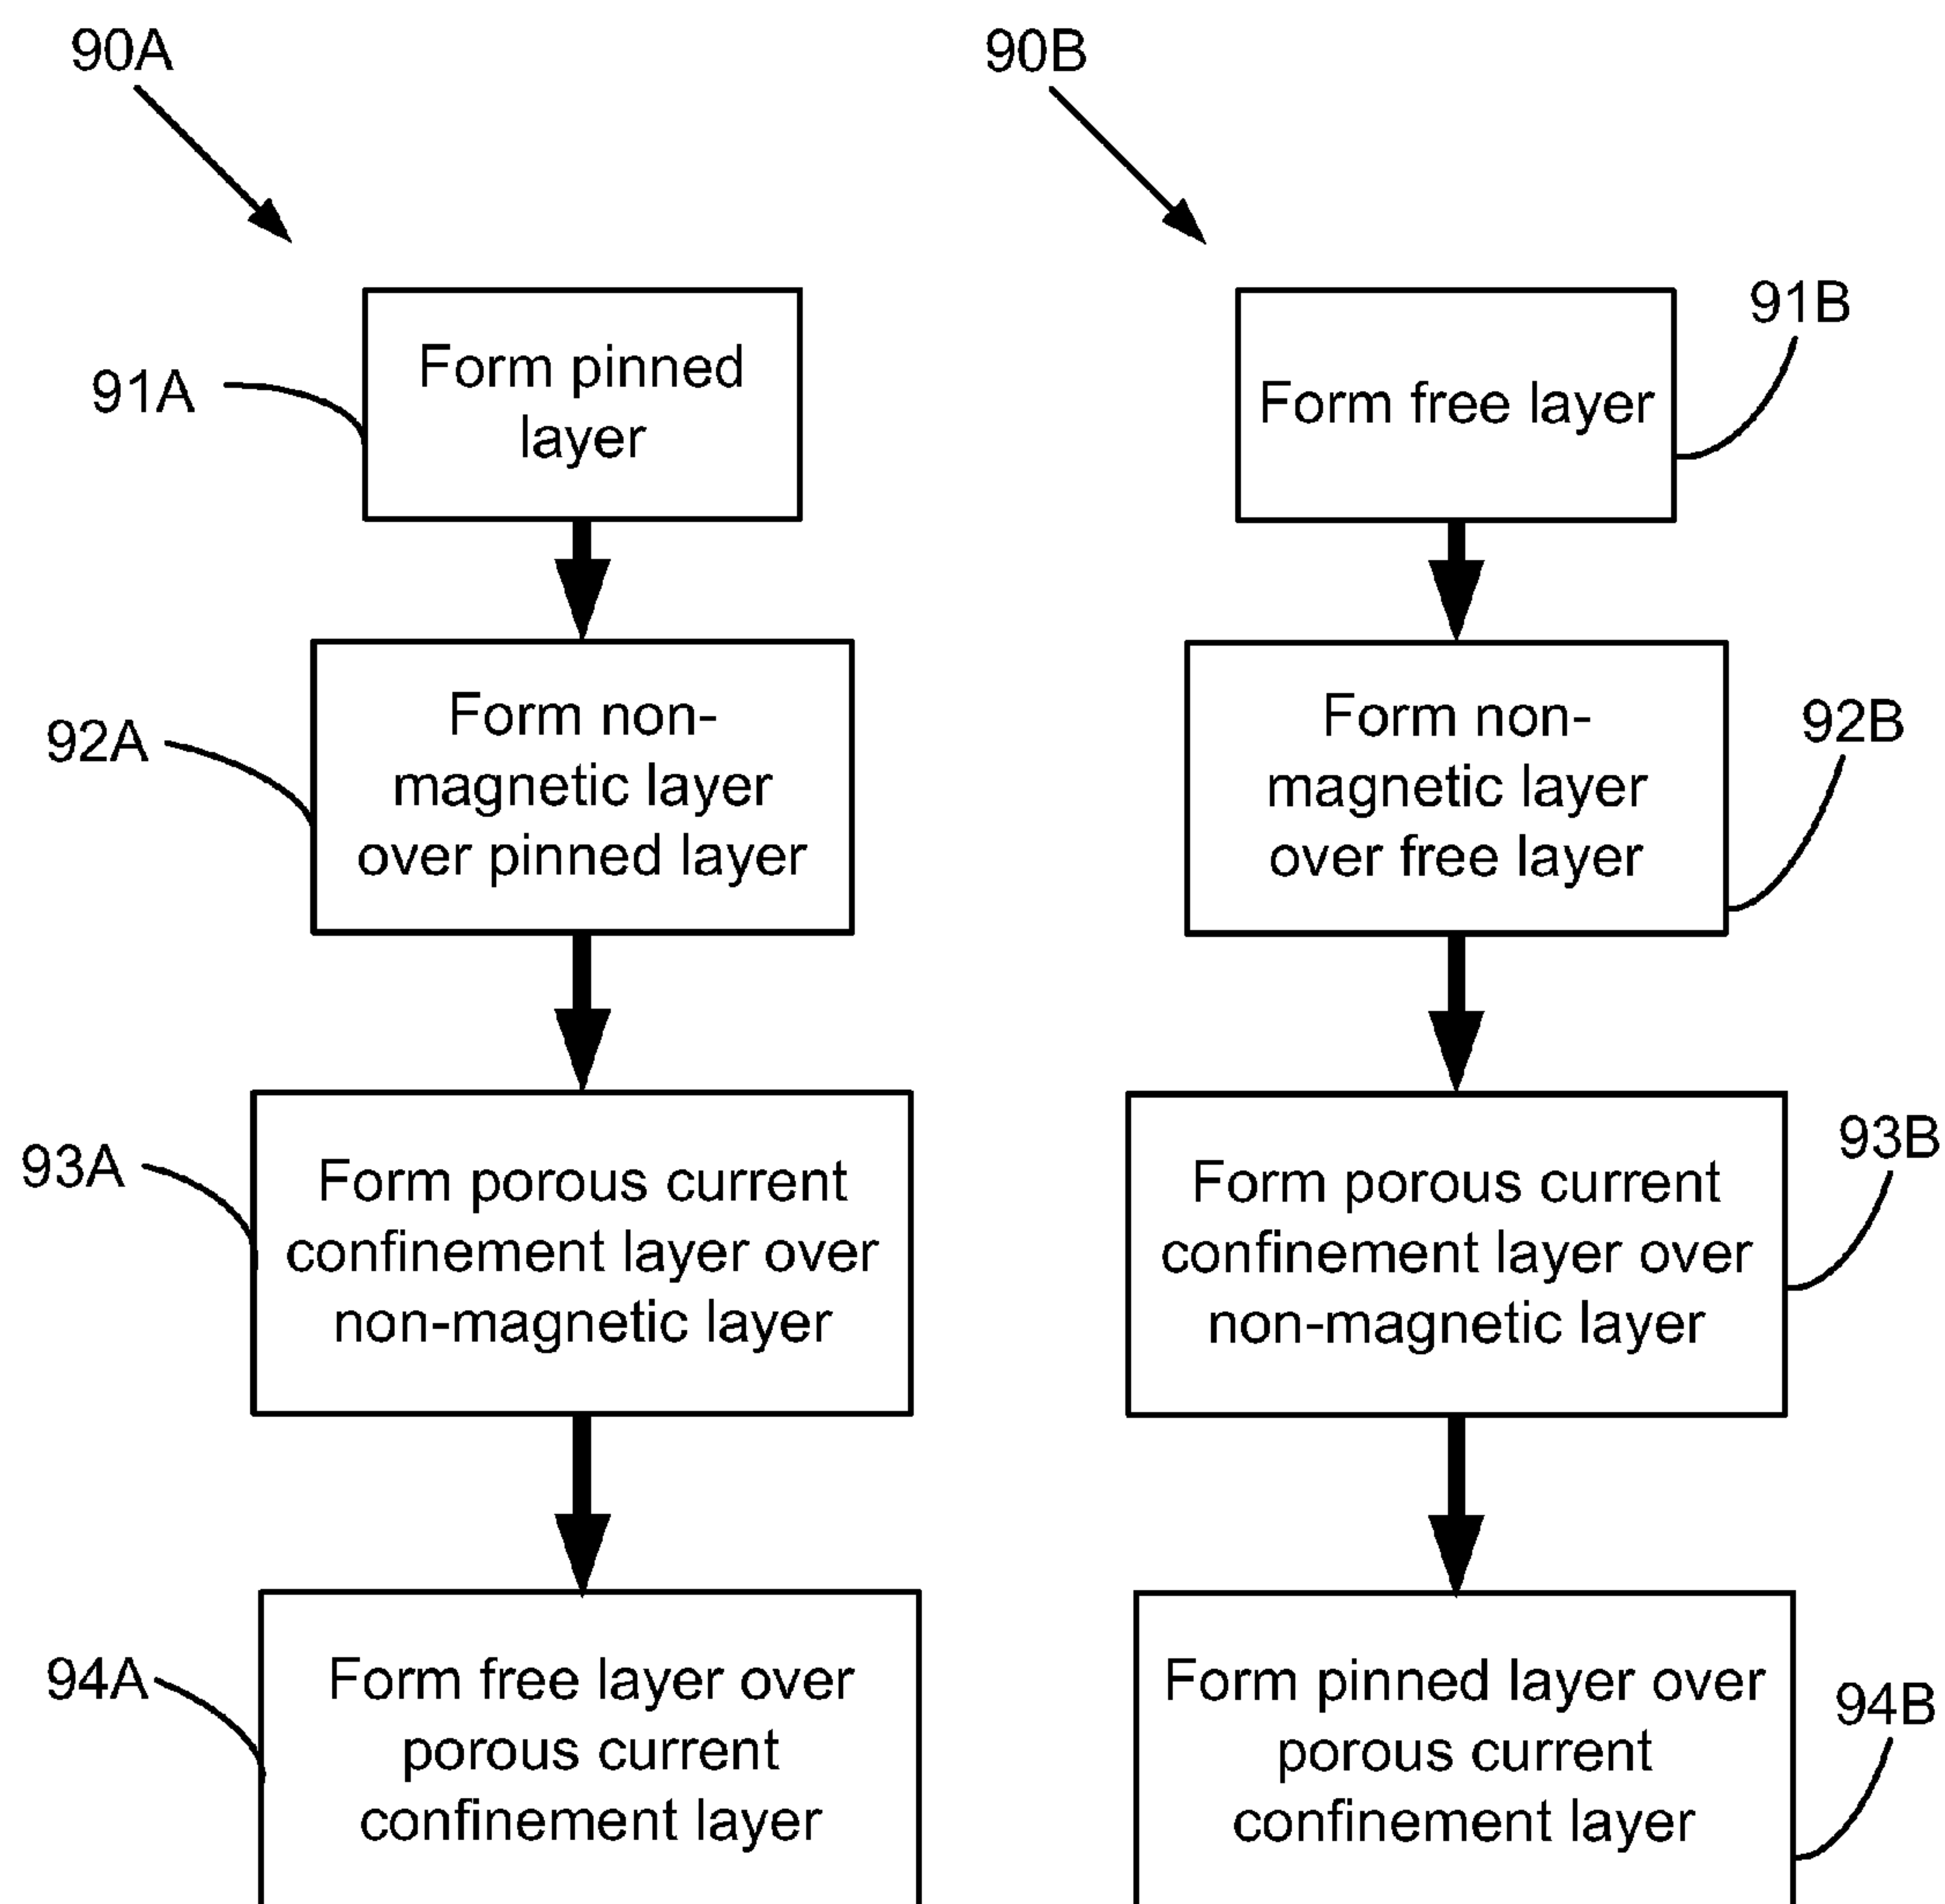 90A
91A
Form pinned
layer
92A
Form non-
magnetic layer
over pinned layer
93A
Form porous current
confinement layer over
non-magnetic layer
94A
Form free layer over
porous current
confinement layer
90B
91B
Form free layer
92B
Form non-
magnetic layer
over free layer
93B
Form porous current
confinement layer over
non-magnetic layer
94B
Form pinned layer over
porous current
confinement layer